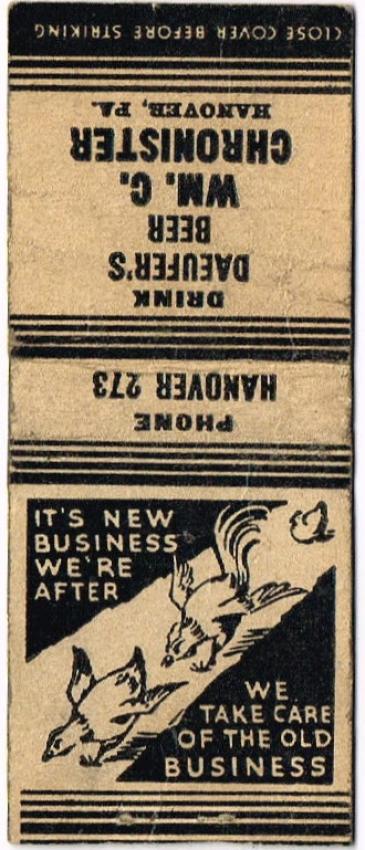 CLOSE COVER BEFORE STRIKING
DRINK
DAEUFER'S
BEER
WM. C.
CHRONISTER
HANOVER, PA.
PHONE
HANOVER 273
IT'S NEW
BUSINESS
WE'RE
AFTER
WE
TAKE CARE
OF THE OLD
BUSINESS